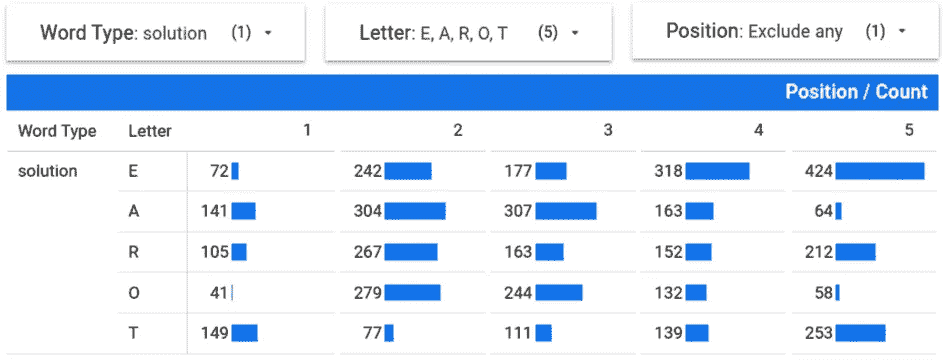 Word Type: solution (1) Letter: E, A, R, O, T (5) Position: Exclude any (1)
Position / Count
Word Type Letter 1 2 3 4 5
solution E 72 242 177 318 424
A 141 304 307 163 64
R 105 267 163 152 212
O 41 279 244 132 58
T 149 77 111 139 253